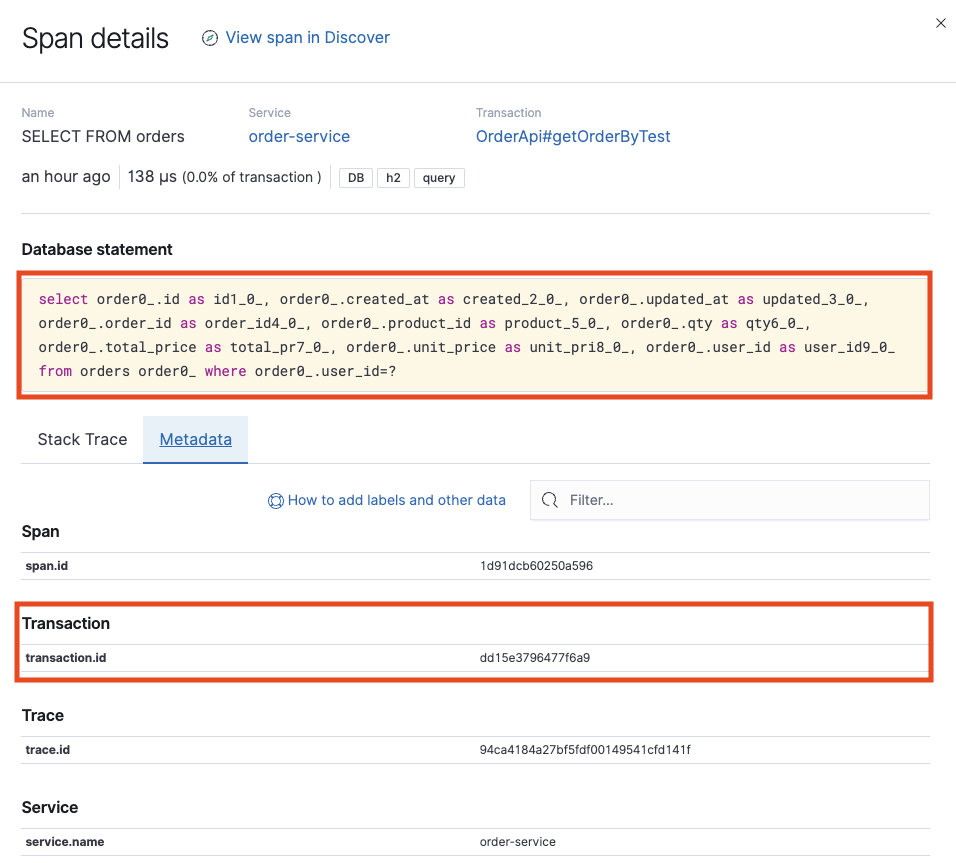 Span details View span in Discover
Name Service Transaction
SELECT FROM orders order-service OrderApi#getOrderByTest
an hour ago 138 μs (0.0% of transaction ) DB h2 query
Database statement
select order0_.id as id1_0_, order0_.created_at as created_2_0_, order0_.updated_at as updated_3_0_,
order0_.order_id as order_id4_0_, order0_.product_id as product_5_0_, order0_.qty as qty6_0_,
order0_.total_price as total_pr7_0_, order0_.unit_price as unit_pri8_0_, order0_.user_id as user_id9_0_
from orders order0_ where order0_.user_id=?
Stack Trace Metadata
How to add labels and other data Filter...
Span
span.id 1d91dcb60250a596
Transaction
transaction.id dd15e3796477f6a9
Trace
trace.id 94ca4184a27bf5fdf00149541cfd141f
Service
service.name order-service